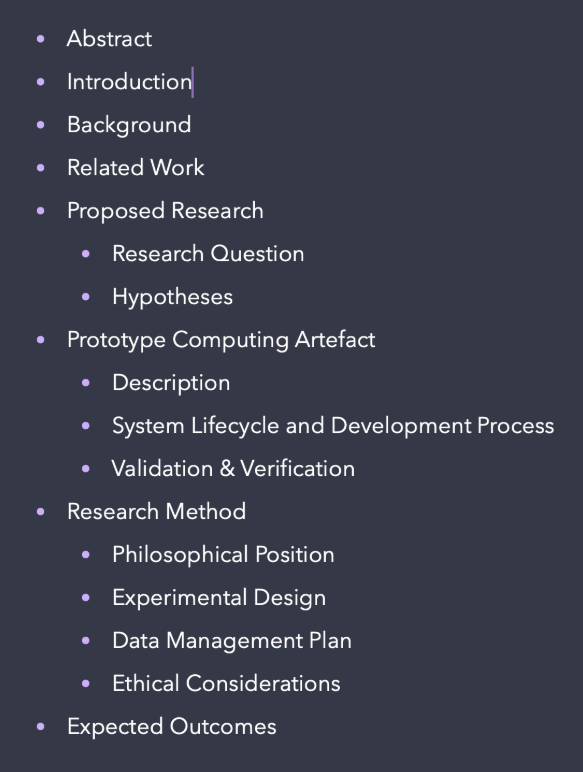 Abstract
Introduction
Background
Related Work
Proposed Research
Research Question
Hypotheses
Prototype Computing Artefact
Description
System Lifecycle and Development Process
Validation & Verification
Research Method
Philosophical Position
Experimental Design
Data Management Plan
Ethical Considerations
Expected Outcomes